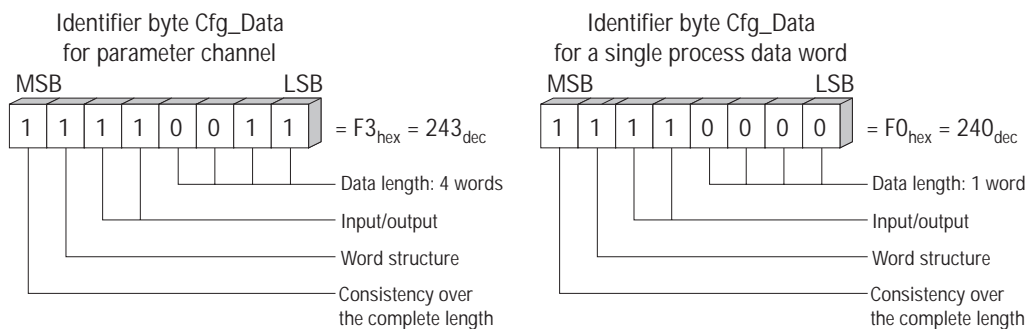 Identifier byte Cfg_Data
for parameter channel
MSB LSB
1 1 1 1 0 0 1 1 = F3hex = 243dec
Data length: 4 words
Input/output
Word structure
Consistency over
the complete length
Identifier byte Cfg_Data
for a single process data word
MSB LSB
1 1 1 1 0 0 0 0 = F0hex = 240dec
Data length: 1 word
Input/output
Word structure
Consistency over
the complete length